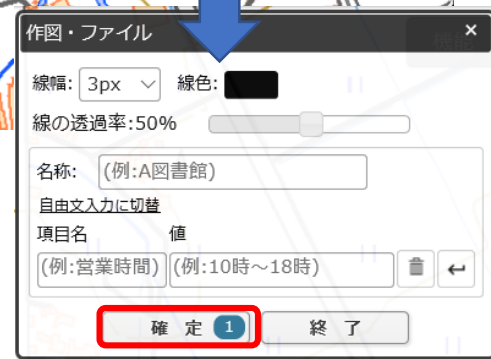 作図・ファイル ×
線幅: 3px 線色:
線の透過率:50%
名称: (例:A図書館)
自由文入力に切替
項目名 値
(例:営業時間) (例:10時～18時)
確 定 1 終 了